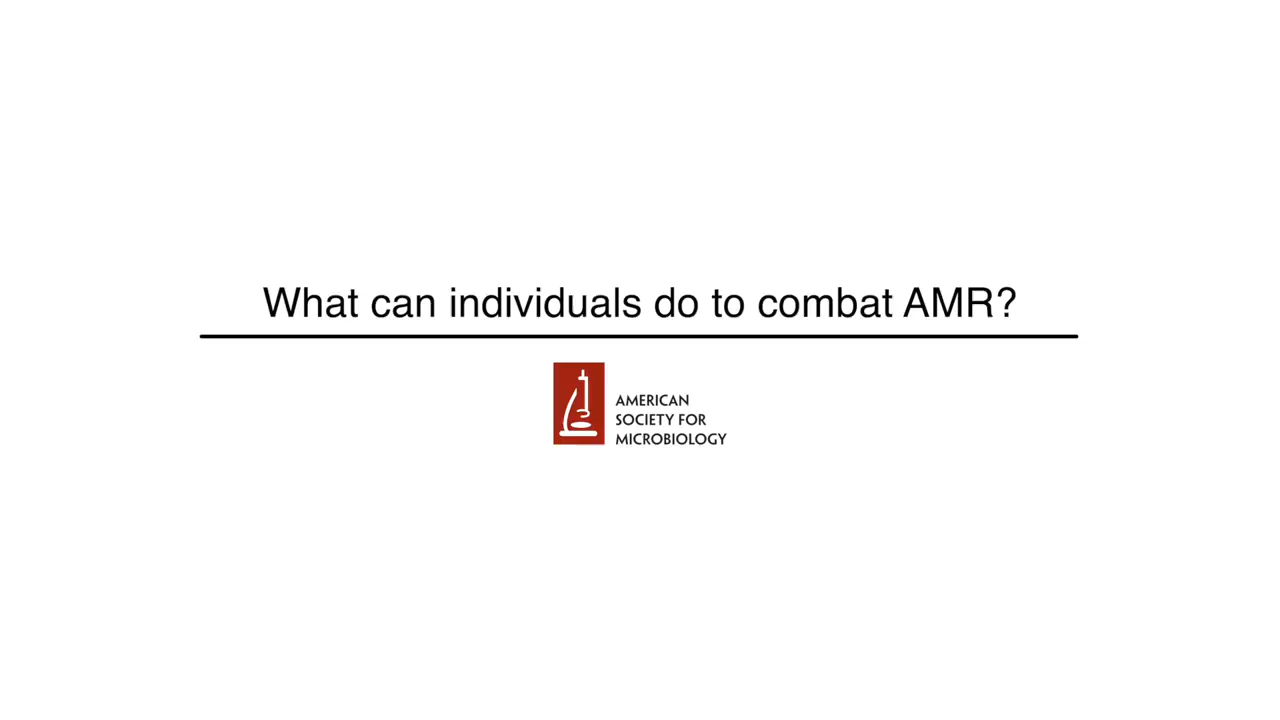 What can individuals do to combat AMR?
AMERICAN
SOCIETY FOR
MICROBIOLOGY